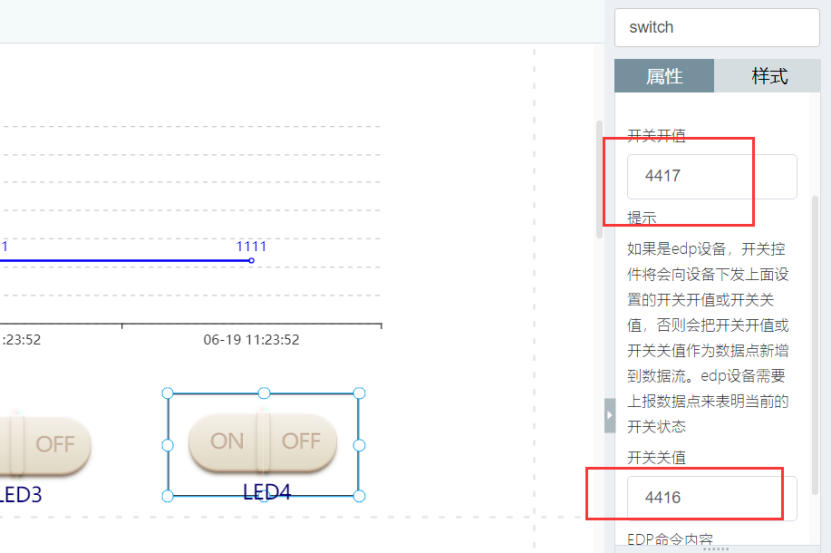 switch
属性
样式
开关开值
4417
提示
如果是edp设备，开关控
件将会向设备下发上面设
置的开关开值或开关关
值，否则会把开关开值或
开关关值作为数据点新增
到数据流。edp设备需要
上报数据点来表明当前的
开关状态
开关关值
4416
EDP命令内容
1
1111
:23:52
06-19 11:23:52
OFF
LED3
ON
OFF
LED4